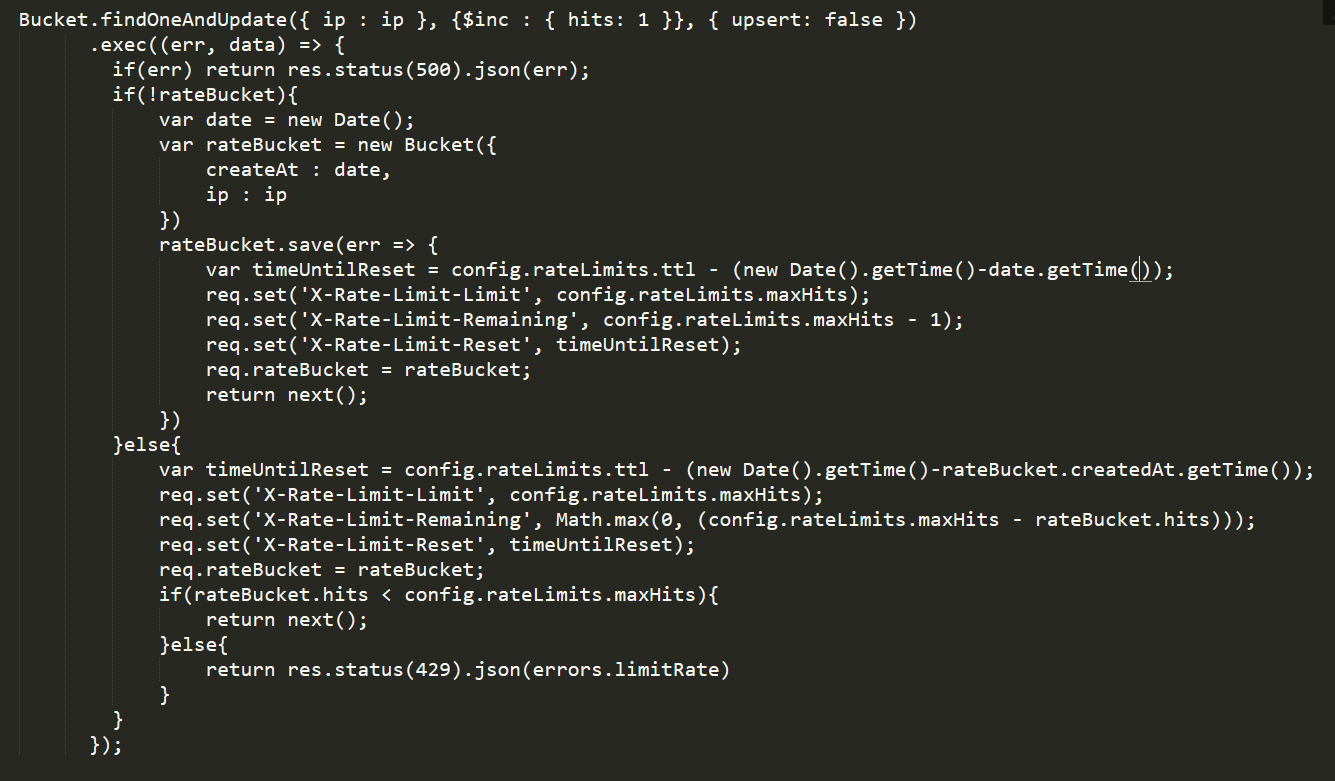 Bucket.findOneAndUpdate({ ip : ip }, {$inc : { hits: 1 }}, { upsert: false })
.exec((err, data) => {
if(err) return res.status(500).json(err);
if(!rateBucket){
var date = new Date();
var rateBucket = new Bucket({
createAt : date,
ip : ip
})
rateBucket.save(err => {
var timeUntilReset = config.rateLimits.ttl - (new Date().getTime()-date.getTime());
req.set('X-Rate-Limit-Limit', config.rateLimits.maxHits);
req.set('X-Rate-Limit-Remaining', config.rateLimits.maxHits - 1);
req.set('X-Rate-Limit-Reset', timeUntilReset);
req.rateBucket = rateBucket;
return next();
})
}else{
var timeUntilReset = config.rateLimits.ttl - (new Date().getTime()-rateBucket.createdAt.getTime());
req.set('X-Rate-Limit-Limit', config.rateLimits.maxHits);
req.set('X-Rate-Limit-Remaining', Math.max(0, (config.rateLimits.maxHits - rateBucket.hits)));
req.set('X-Rate-Limit-Reset', timeUntilReset);
req.rateBucket = rateBucket;
if(rateBucket.hits < config.rateLimits.maxHits){
return next();
}else{
return res.status(429).json(errors.limitRate)
}
}
});